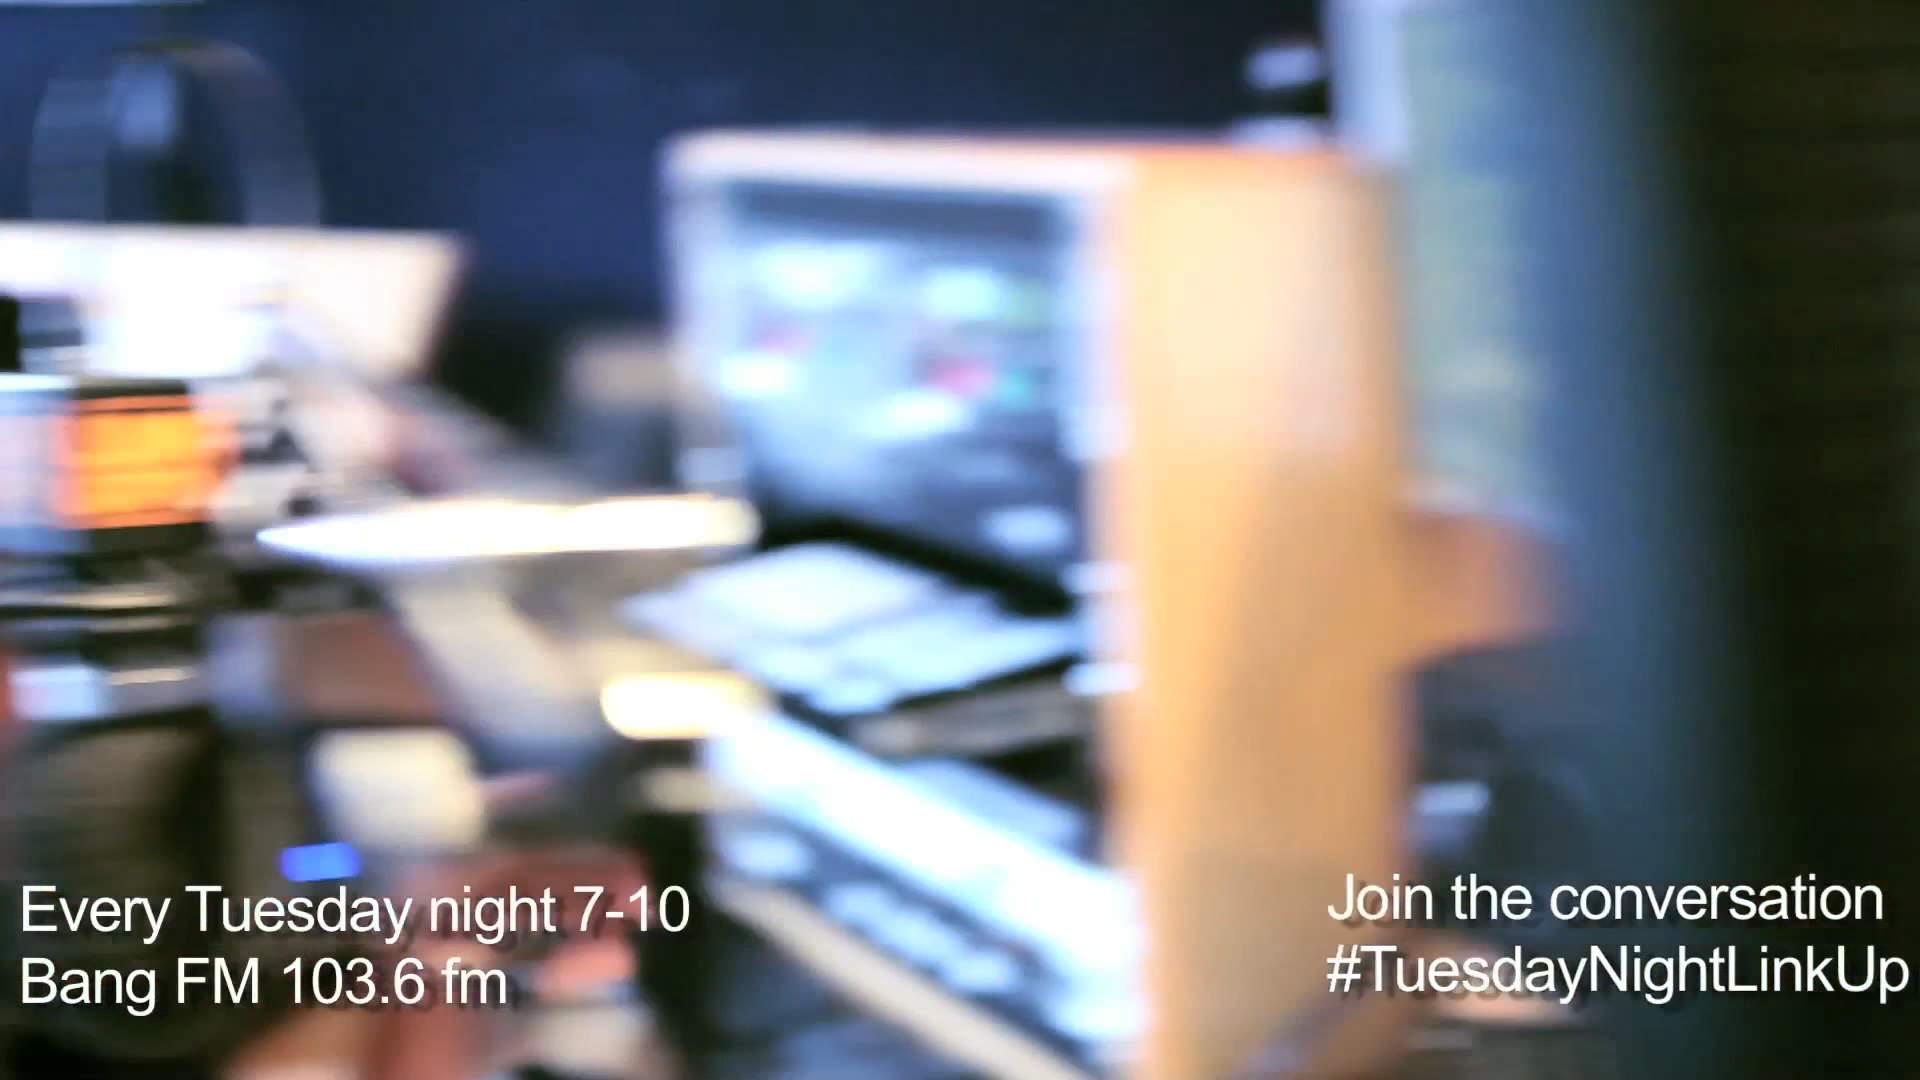 Every Tuesday night 7-10
Bang FM 103.6 fm
Join the conversation
#TuesdayNightLinkUp